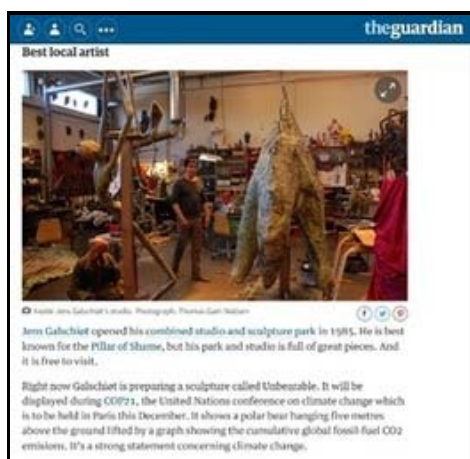 theguardian
Best local artist
Inside Jens Galschiøt's studio. Photograph: Thomas Gam Nielsen
Jens Galschiøt opened his combined studio and sculpture park in 1985. He is best
known for the Pillar of Shame, but his park and studio is full of great pieces. And
it is free to visit.
Right now Galschiøt is preparing a sculpture called Unbearable. It will be
displayed during COP21, the United Nations conference on climate change which
is to be held in Paris this December. It shows a polar bear hanging five metres
above the ground lifted by a graph showing the cumulative global fossil-fuel CO2
emisions. It's a strong statement concerning climate change.